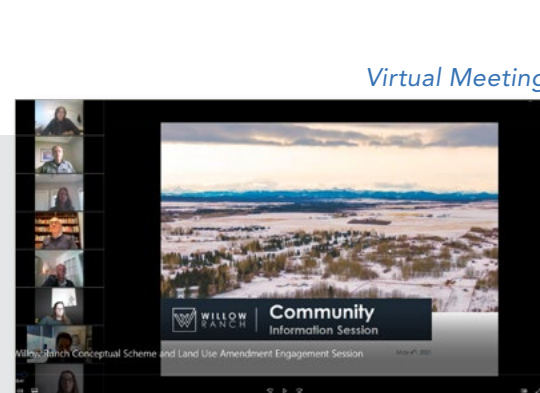 Virtual Meeting
WILLOW
RANCH
Community
Information Session
Willow Ranch Conceptual Scheme and Land Use Amendment Engagement Session